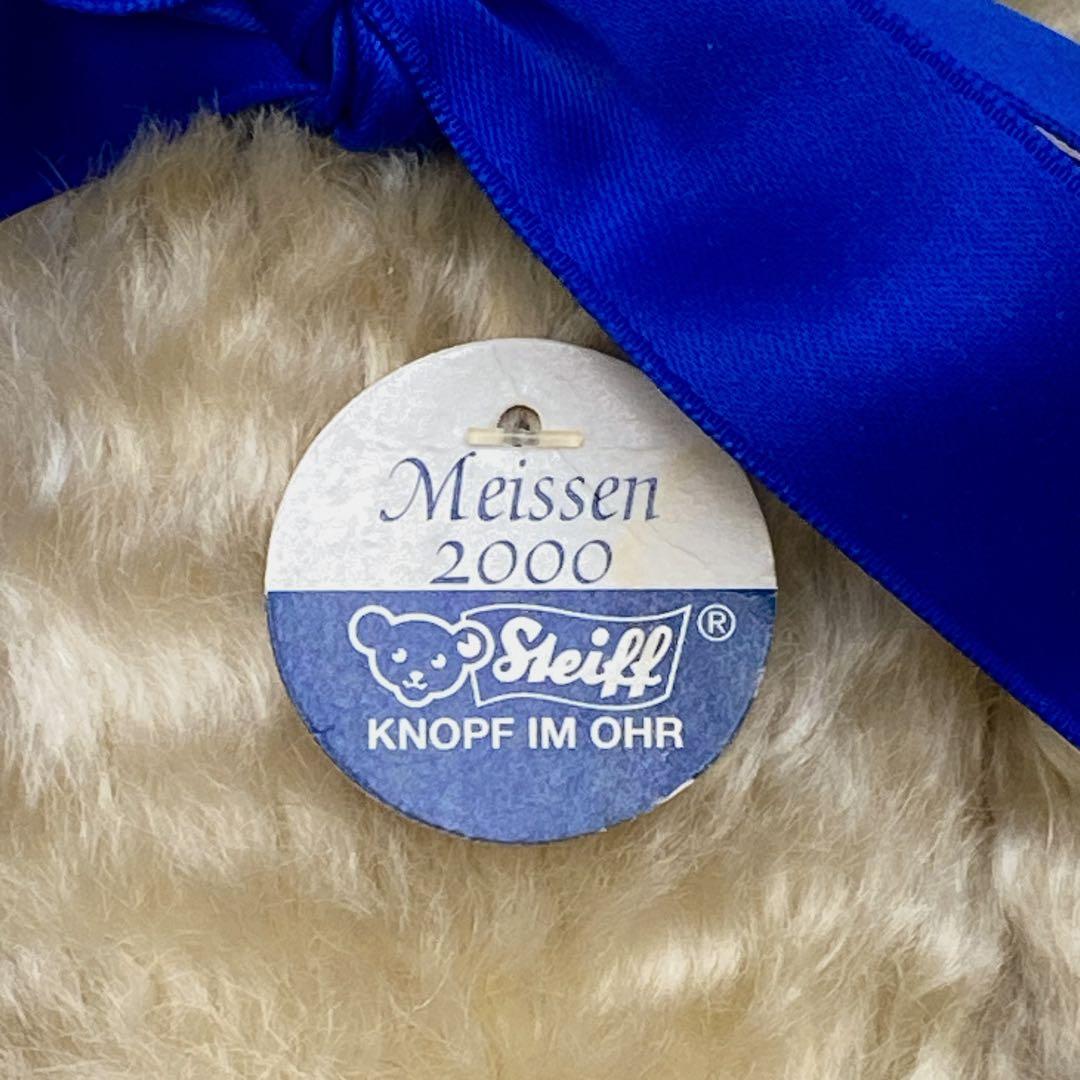 Meissen
2000
Steiff ®
KNOPF IM OHR